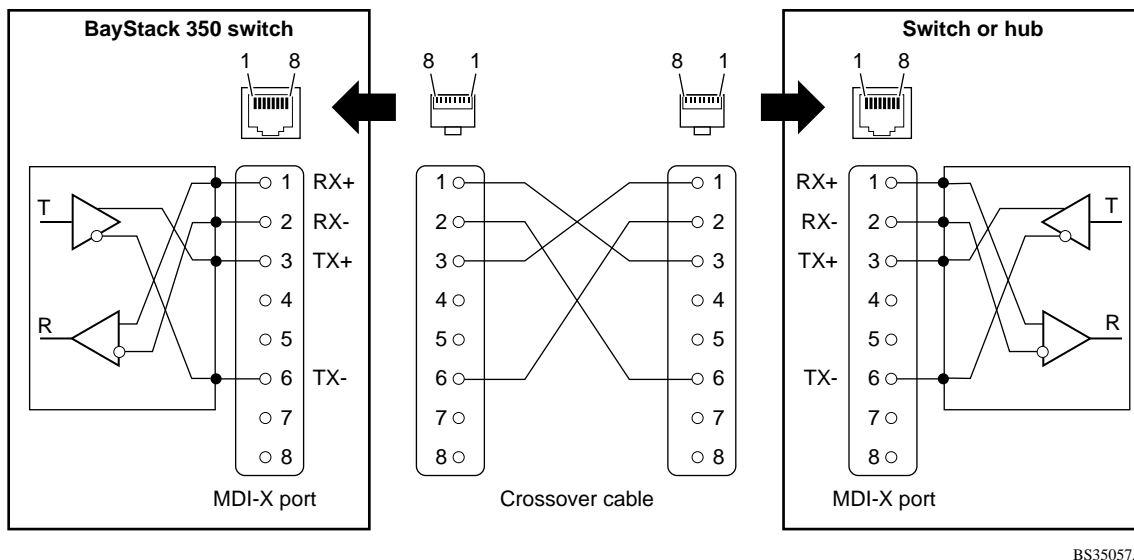 BayStack 350 switch
Switch or hub
1 8
8 1
8 1
1 8
T
R
1 RX+
2 RX-
3 TX+
4
5
6 TX-
7
8
MDI-X port
1
2
3
4
5
6
7
8
1
2
3
4
5
6
7
8
Crossover cable
RX+ 1
RX- 2
TX+ 3
4
5
TX- 6
7
8
T
R
MDI-X port